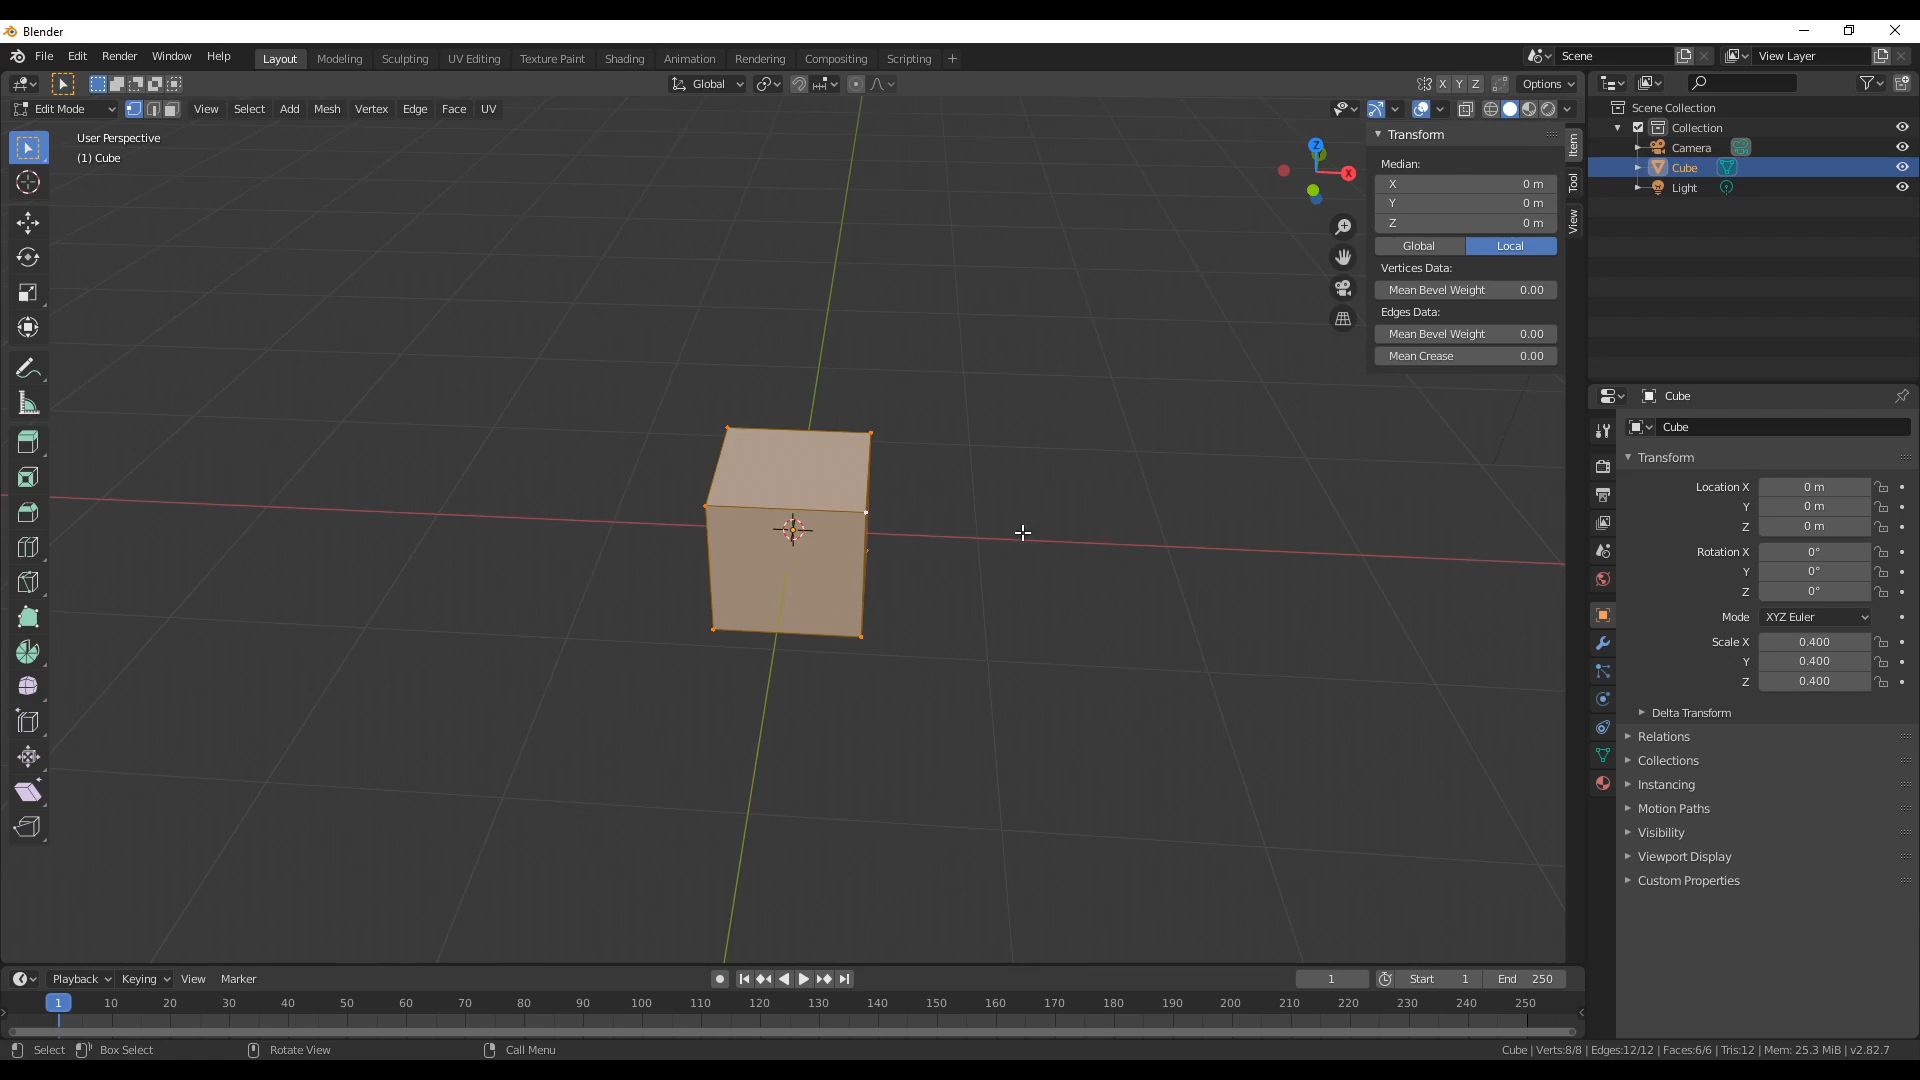 Blender
File Edit Render Window Help Layout Modeling Sculpting UV Editing Texture Paint Shading Animation Rendering Compositing Scripting + Scene View Layer
Global X Y Z Options
Edit Mode View Select Add Mesh Vertex Edge Face UV
User Perspective
(1) Cube
Z
X
Transform
Median:
X 0 m
Y 0 m
Z 0 m
Global Local
Vertices Data:
Mean Bevel Weight 0.00
Edges Data:
Mean Bevel Weight 0.00
Mean Crease 0.00
Item
Tool
View
Scene Collection
Collection
Camera
Cube
Light
Cube
Cube
Transform
Location X 0 m
Y 0 m
Z 0 m
Rotation X 0°
Y 0°
Z 0°
Mode XYZ Euler
Scale X 0.400
Y 0.400
Z 0.400
Delta Transform
Relations
Collections
Instancing
Motion Paths
Visibility
Viewport Display
Custom Properties
Playback Keying View Marker 1 Start 1 End 250
1 10 20 30 40 50 60 70 80 90 100 110 120 130 140 150 160 170 180 190 200 210 220 230 240 250
Select Box Select Rotate View Call Menu Cube | Verts:8/8 | Edges:12/12 | Faces:6/6 | Tris:12 | Mem: 25.3 MiB | v2.82.7